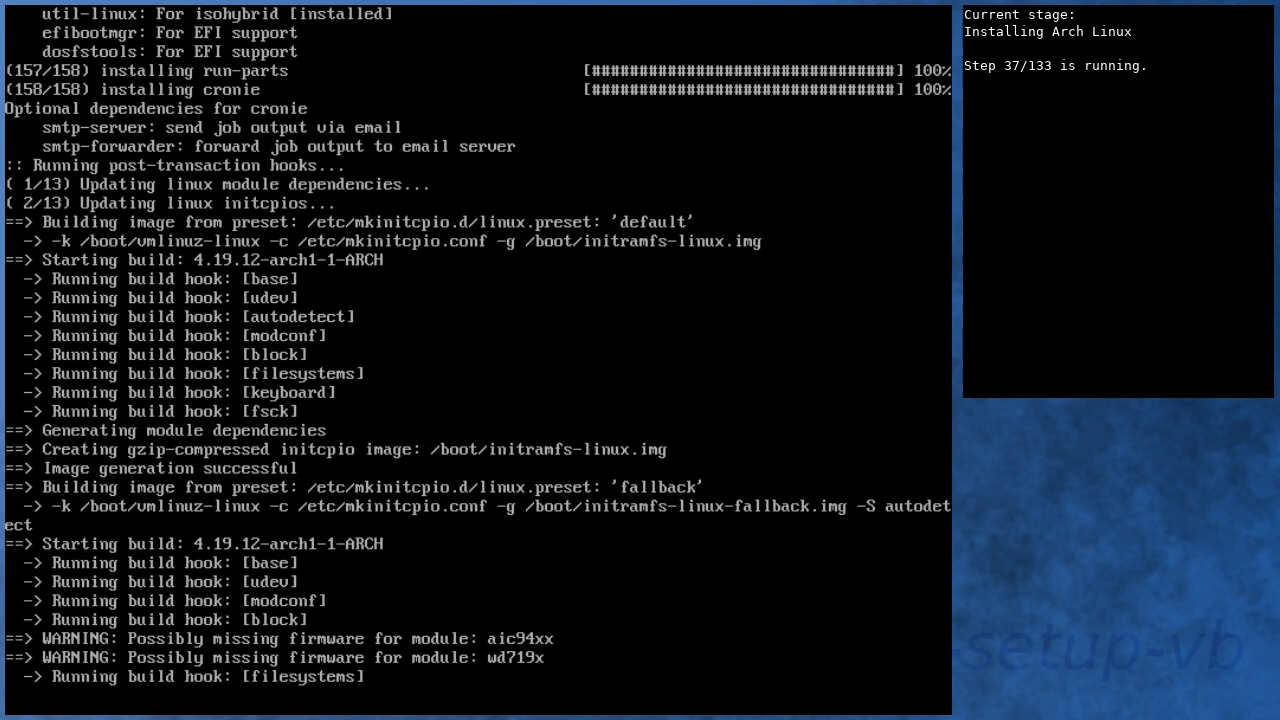 util-linux: For isohybrid [installed]
    efibootmgr: For EFI support
    dosfstools: For EFI support
(157/158) installing run-parts                               [################################] 100%
(158/158) installing cronie                                  [################################] 100%
Optional dependencies for cronie
    smtp-server: send job output via email
    smtp-forwarder: forward job output to email server
:: Running post-transaction hooks...
( 1/13) Updating linux module dependencies...
( 2/13) Updating linux initcpios...
==> Building image from preset: /etc/mkinitcpio.d/linux.preset: 'default'
  -> -k /boot/vmlinuz-linux -c /etc/mkinitcpio.conf -g /boot/initramfs-linux.img
==> Starting build: 4.19.12-arch1-1-ARCH
  -> Running build hook: [base]
  -> Running build hook: [udev]
  -> Running build hook: [autodetect]
  -> Running build hook: [modconf]
  -> Running build hook: [block]
  -> Running build hook: [filesystems]
  -> Running build hook: [keyboard]
  -> Running build hook: [fsck]
==> Generating module dependencies
==> Creating gzip-compressed initcpio image: /boot/initramfs-linux.img
==> Image generation successful
==> Building image from preset: /etc/mkinitcpio.d/linux.preset: 'fallback'
  -> -k /boot/vmlinuz-linux -c /etc/mkinitcpio.conf -g /boot/initramfs-linux-fallback.img -S autodet
ect
==> Starting build: 4.19.12-arch1-1-ARCH
  -> Running build hook: [base]
  -> Running build hook: [udev]
  -> Running build hook: [modconf]
  -> Running build hook: [block]
==> WARNING: Possibly missing firmware for module: aic94xx
==> WARNING: Possibly missing firmware for module: wd719x
  -> Running build hook: [filesystems]
Current stage:
Installing Arch Linux
Step 37/133 is running.
-setup-vb